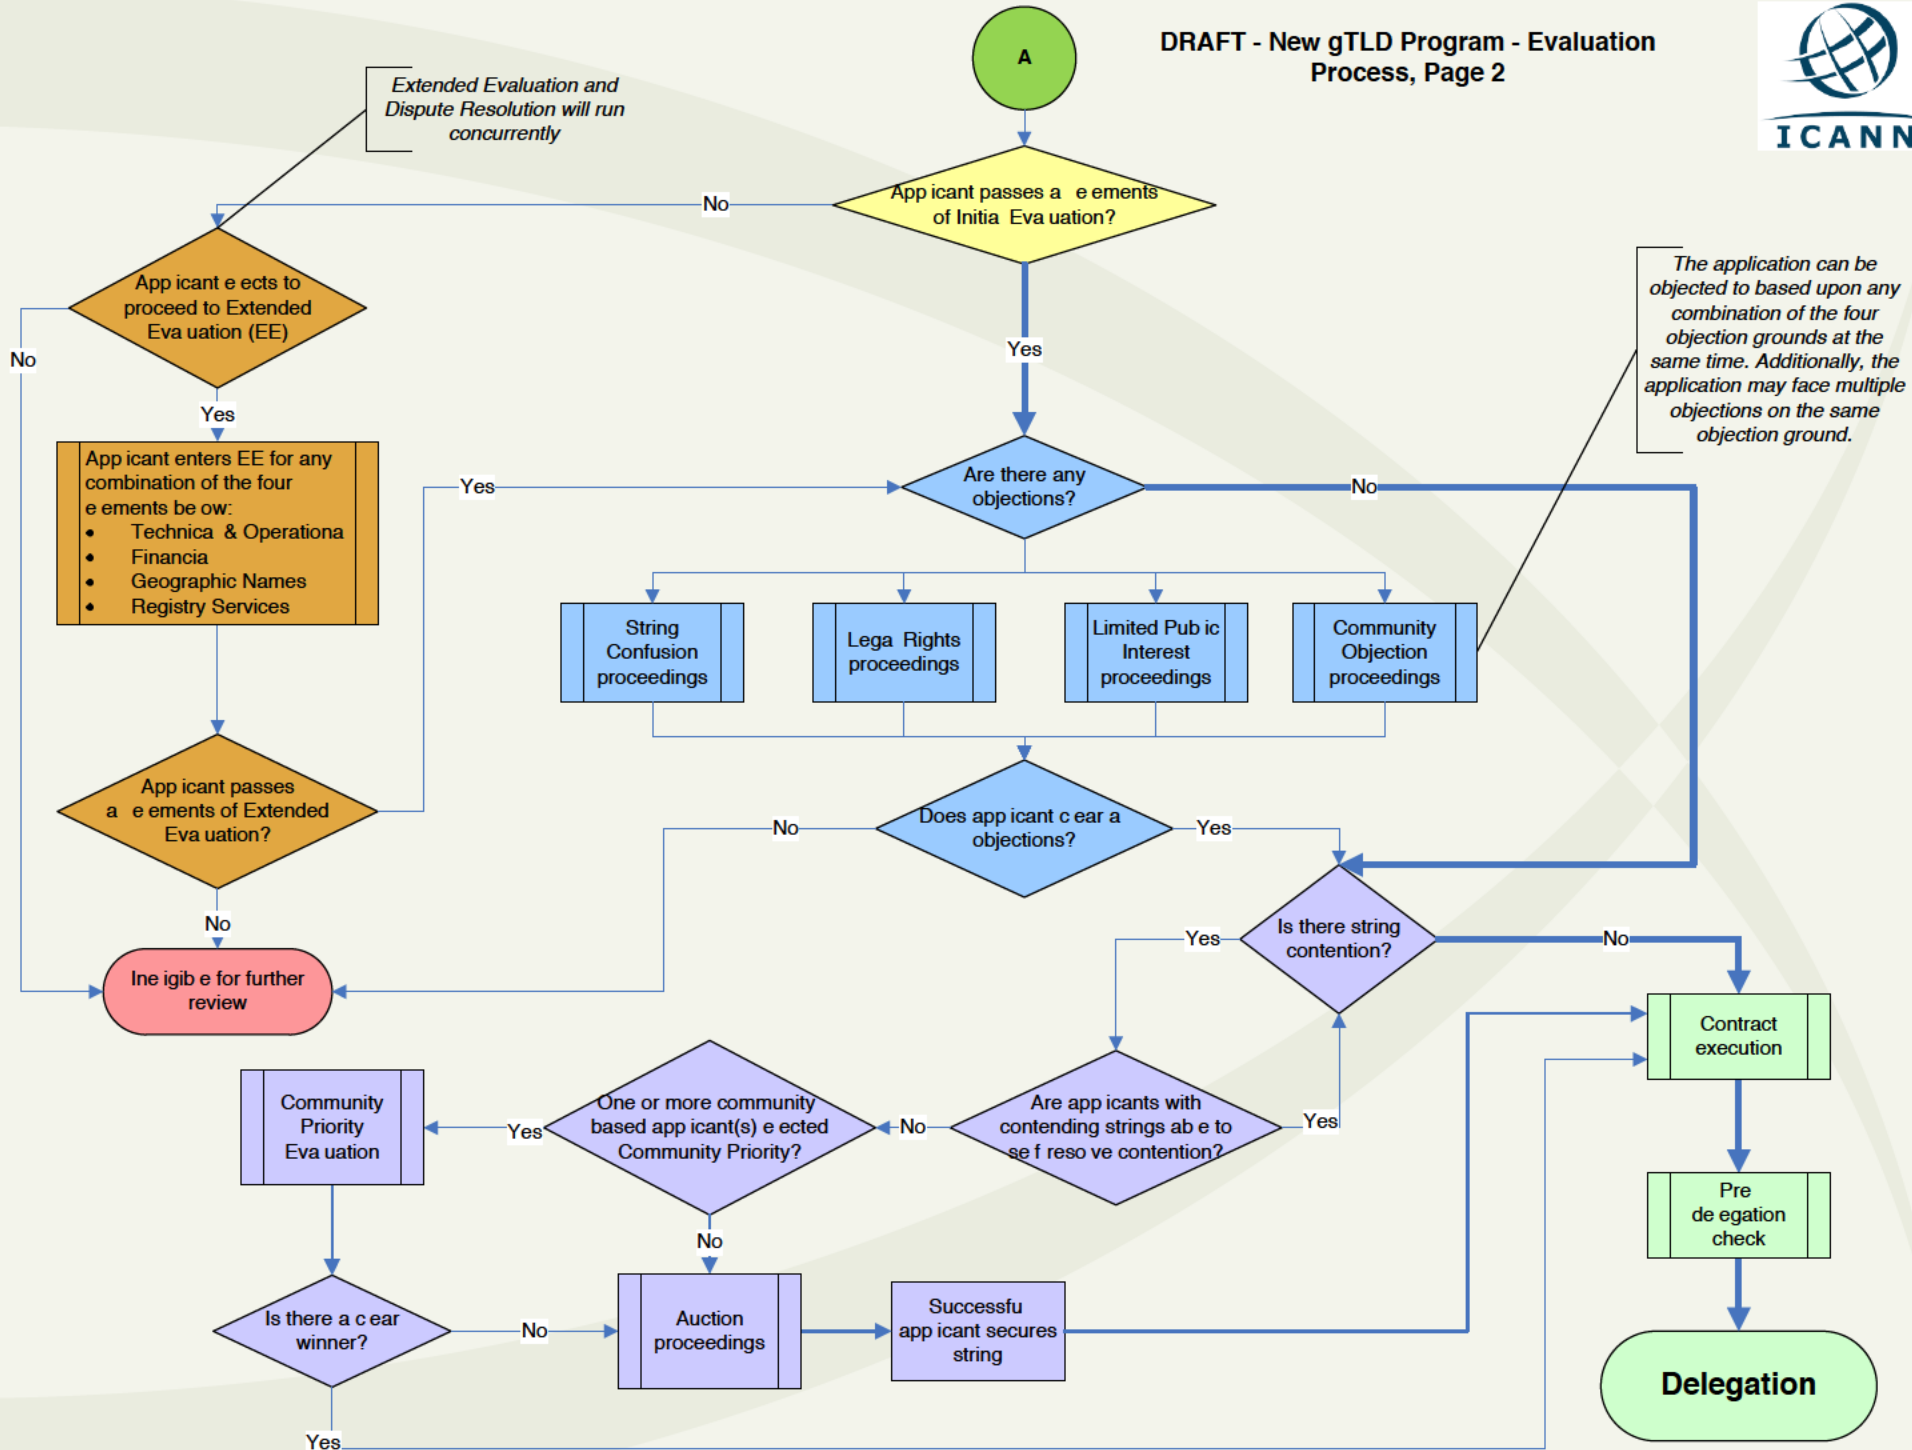 A
DRAFT - New gTLD Program - Evaluation
Process, Page 2
ICANN
Extended Evaluation and
Dispute Resolution will run
concurrently
App icant passes a e ements
of Initia Eva uation?
No
Yes
App icant e ects to
proceed to Extended
Eva uation (EE)
No
Yes
The application can be
objected to based upon any
combination of the four
objection grounds at the
same time. Additionally, the
application may face multiple
objections on the same
objection ground.
App icant enters EE for any
combination of the four
e ements be ow:
• Technica & Operationa
• Financia
• Geographic Names
• Registry Services
Yes
Are there any
objections?
No
String
Confusion
proceedings
Lega Rights
proceedings
Limited Pub ic
Interest
proceedings
Community
Objection
proceedings
App icant passes
a e ements of Extended
Eva uation?
No
Does app icant c ear a
objections?
No
Yes
Ine igib e for further
review
Is there string
contention?
Yes
No
Contract
execution
Are app icants with
contending strings ab e to
se f reso ve contention?
Yes
No
One or more community
based app icant(s) e ected
Community Priority?
Yes
No
Community
Priority
Eva uation
Pre
de egation
check
Is there a c ear
winner?
No
Yes
Auction
proceedings
Successfu
app icant secures
string
Delegation